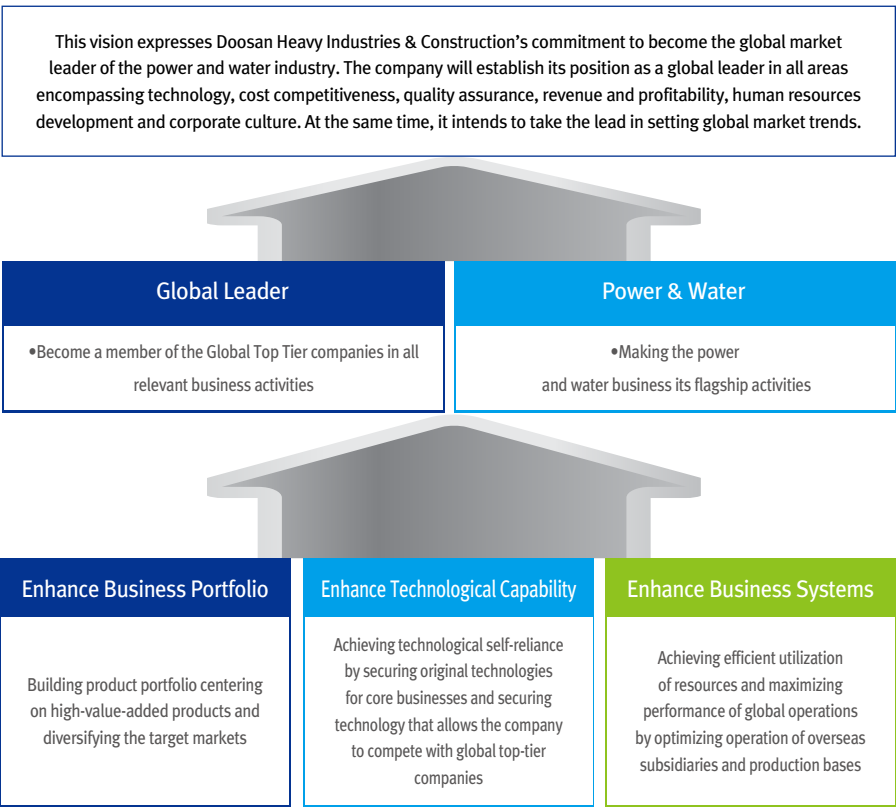 This vision expresses Doosan Heavy Industries & Construction's commitment to become the global market
leader of the power and water industry. The company will establish its position as a global leader in all areas
encompassing technology, cost competitiveness, quality assurance, revenue and profitability, human resources
development and corporate culture. At the same time, it intends to take the lead in setting global market trends.
Global Leader
•Become a member of the Global Top Tier companies in all
relevant business activities
Power & Water
•Making the power
and water business its flagship activities
Enhance Business Portfolio
Building product portfolio centering
on high-value-added products and
diversifying the target markets
Enhance Technological Capability
Achieving technological self-reliance
by securing original technologies
for core businesses and securing
technology that allows the company
to compete with global top-tier
companies
Enhance Business Systems
Achieving efficient utilization
of resources and maximizing
performance of global operations
by optimizing operation of overseas
subsidiaries and production bases